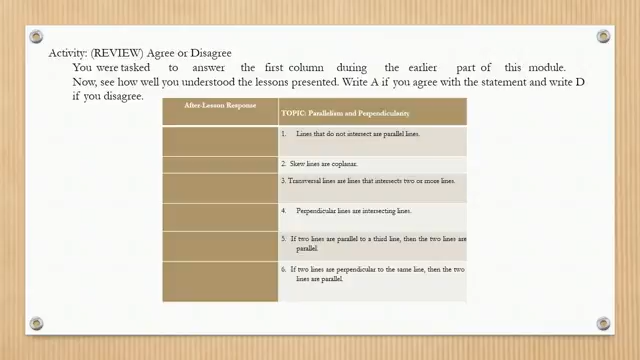 Activity: (REVIEW) Agree or Disagree
You were tasked to answer the first column during the earlier part of this module.
Now, see how well you understood the lessons presented. Write A if you agree with the statement and write D
if you disagree.
After-Lesson Response
TOPIC: Parallelism and Perpendicularity
1. Lines that do not intersect are parallel lines.
2. Skew lines are coplanar.
3. Transversal lines are lines that intersects two or more lines.
4. Perpendicular lines are intersecting lines.
5. If two lines are parallel to a third line, then the two lines are
parallel.
6. If two lines are perpendicular to the same line, then the two
lines are parallel.